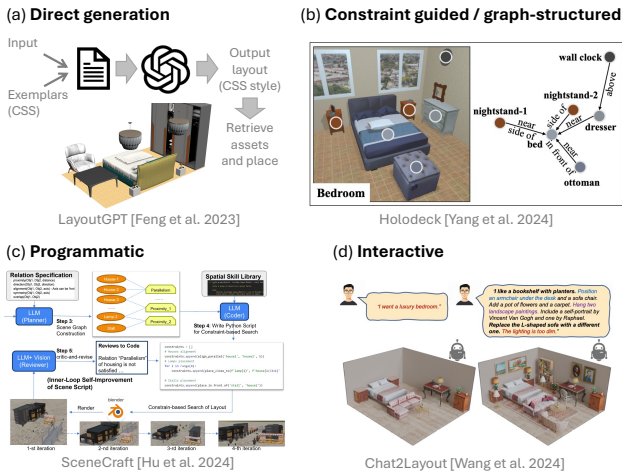 (a) Direct generation
Input
Exemplars
(CSS)
Output
layout
(CSS style)
Retrieve
assets
and place
LayoutGPT [Feng et al. 2023]
(b) Constraint guided / graph-structured
wall clock
above
nightstand-2
nightstand-1
side of
near
near
side of
bed
dresser
in front of
near
ottoman
Bedroom
Holodeck [Yang et al. 2024]
(c) Programmatic
Relation Specification
LLM
(Planner)
Step 3:
Scene Graph
Construction
Parallelism
Proximity_1
Proximity_2
Spatial Skill Library
LLM
(Coder)
Step 4: Write Python Script
for Constraint-based Search
LLM+ Vision
(Reviewer)
critic-and-revise
Reviews to Code
Relation "Parallelism"
of housing is not
satisfied ...
(Inner-Loop Self-Improvement
of Scene Script)
Render
blender
Constraint-based Search of Layout
1-st iteration
2-nd iteration
3-rd iteration
4-th iteration
SceneCraft [Hu et al. 2024]
(d) Interactive
"I want a luxury bedroom."
"I like a bookshelf with planters. Position
an armchair under the desk and a sofa chair.
Add a pot of flowers and a carpet. Hang two
landscape paintings. Include a self-portrait by
Vincent Van Gogh and one by Raphael.
Replace the L-shaped sofa with a different
one. The lighting is too dim."
Chat2Layout [Wang et al. 2024]